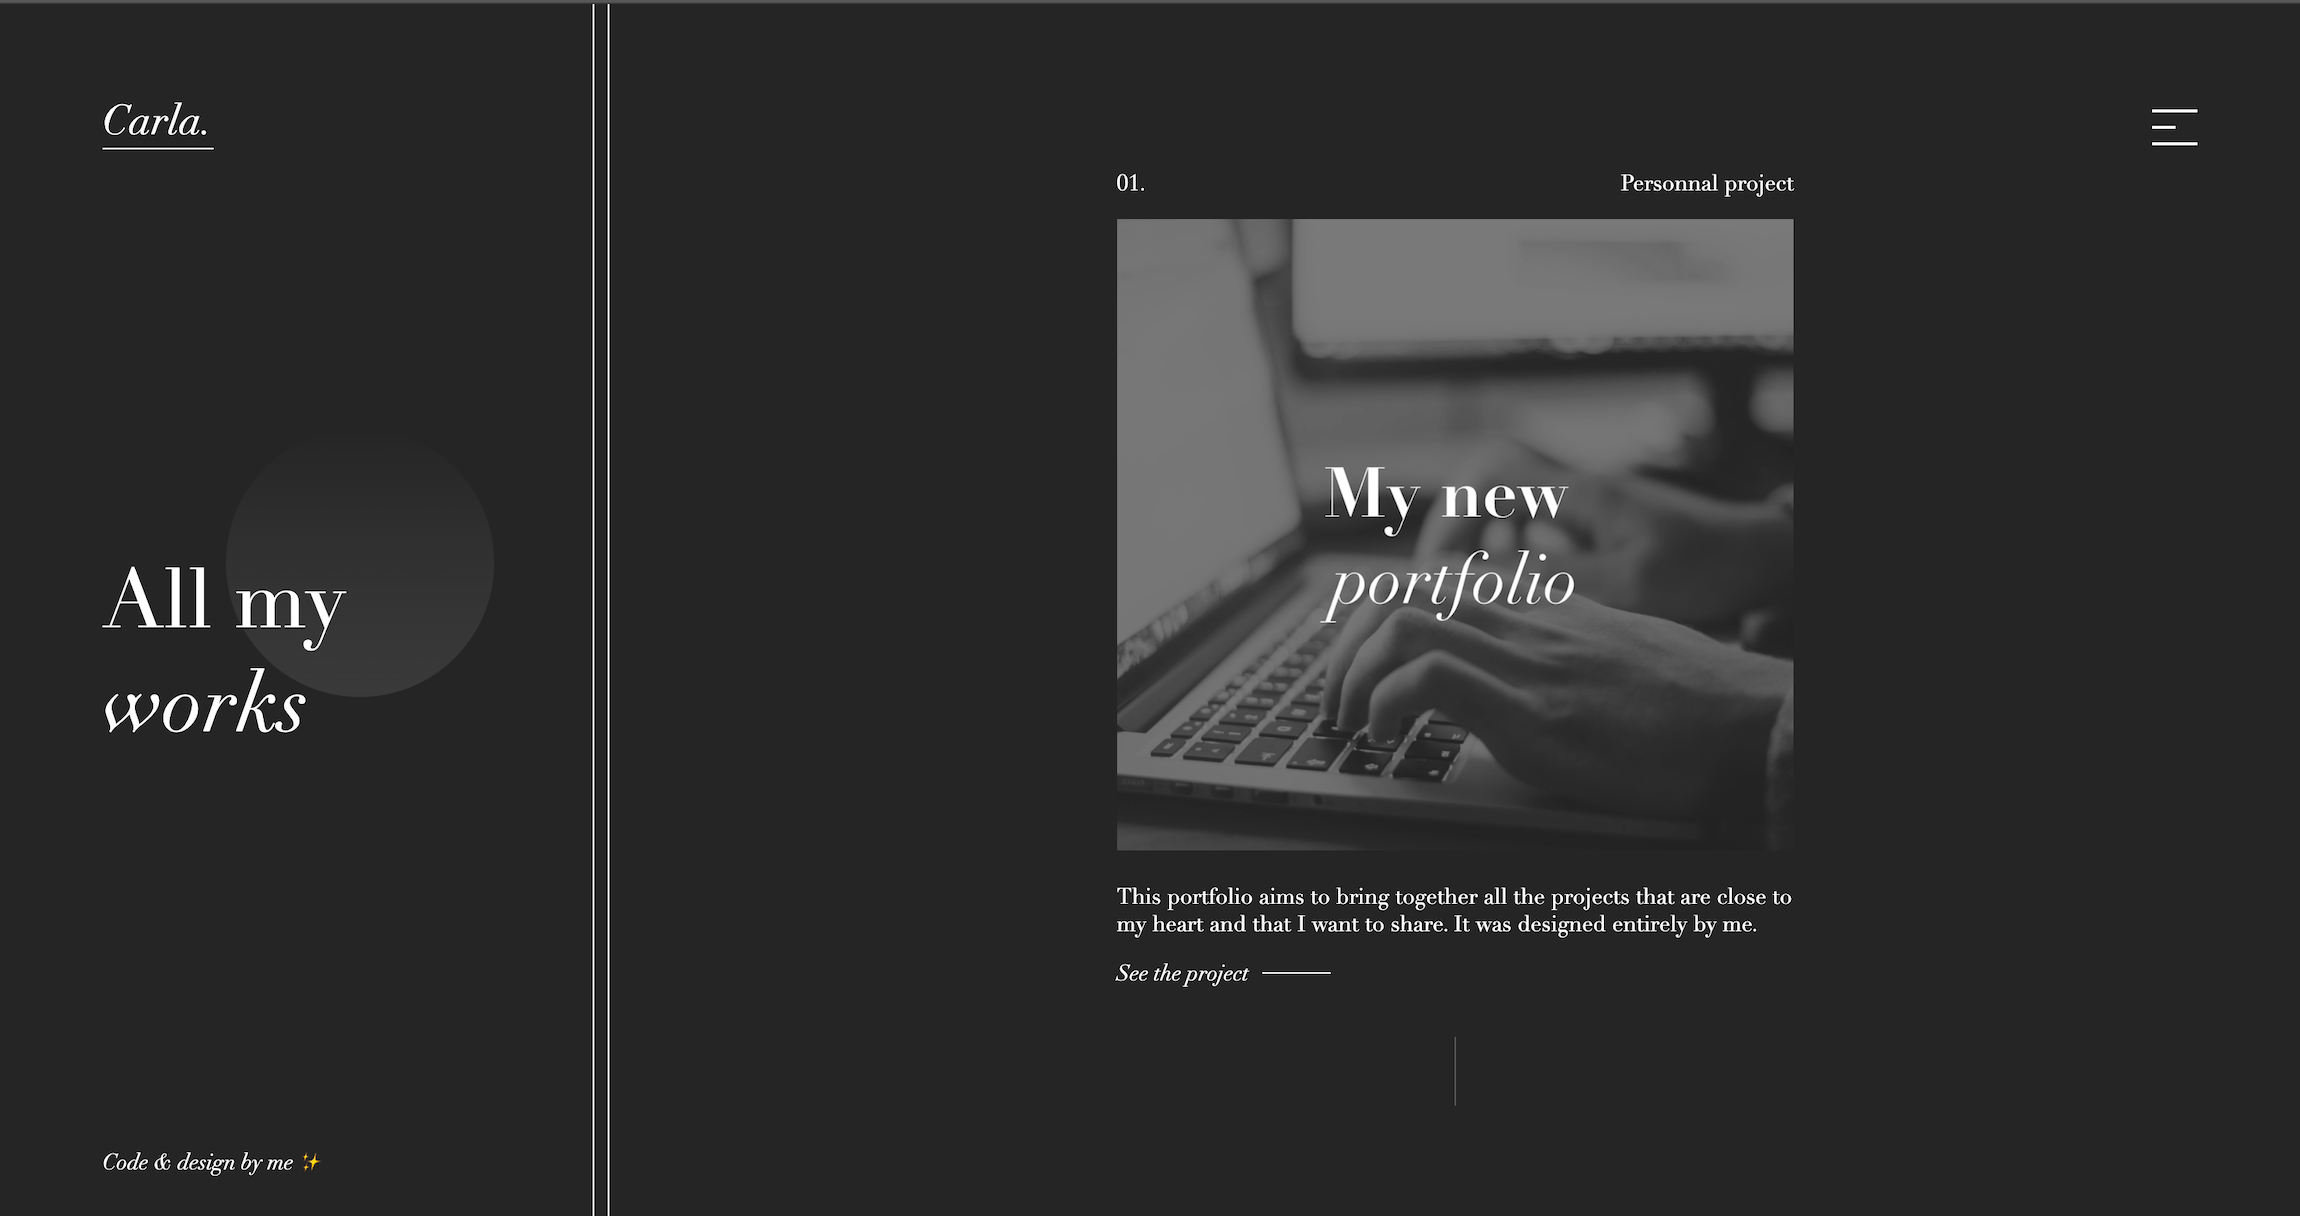 Carla.
All my
works
Code & design by me ✨
01.
Personnal project
My new
portfolio
This portfolio aims to bring together all the projects that are close to
my heart and that I want to share. It was designed entirely by me.
See the project